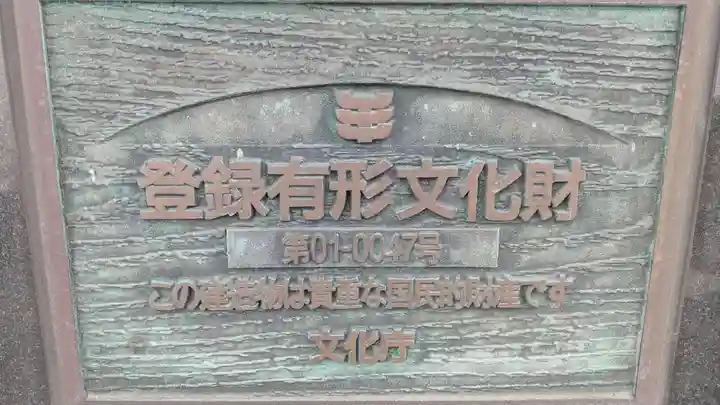 登録有形文化財
第01-0047号
この建造物は貴重な国民的財産です
文化庁